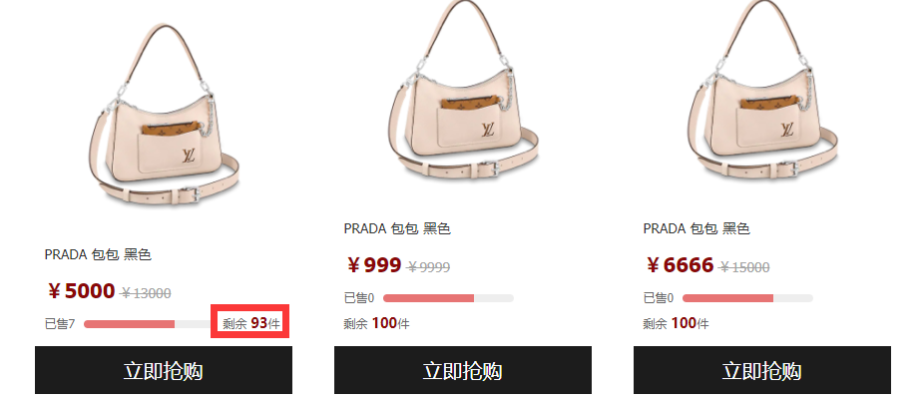 PRADA 包包 黑色
￥5000 ￥13000
已售7 剩余 93件
立即抢购
PRADA 包包 黑色
￥999 ￥9999
已售0
剩余 100件
立即抢购
PRADA 包包 黑色
￥6666 ￥15000
已售0
剩余 100件
立即抢购